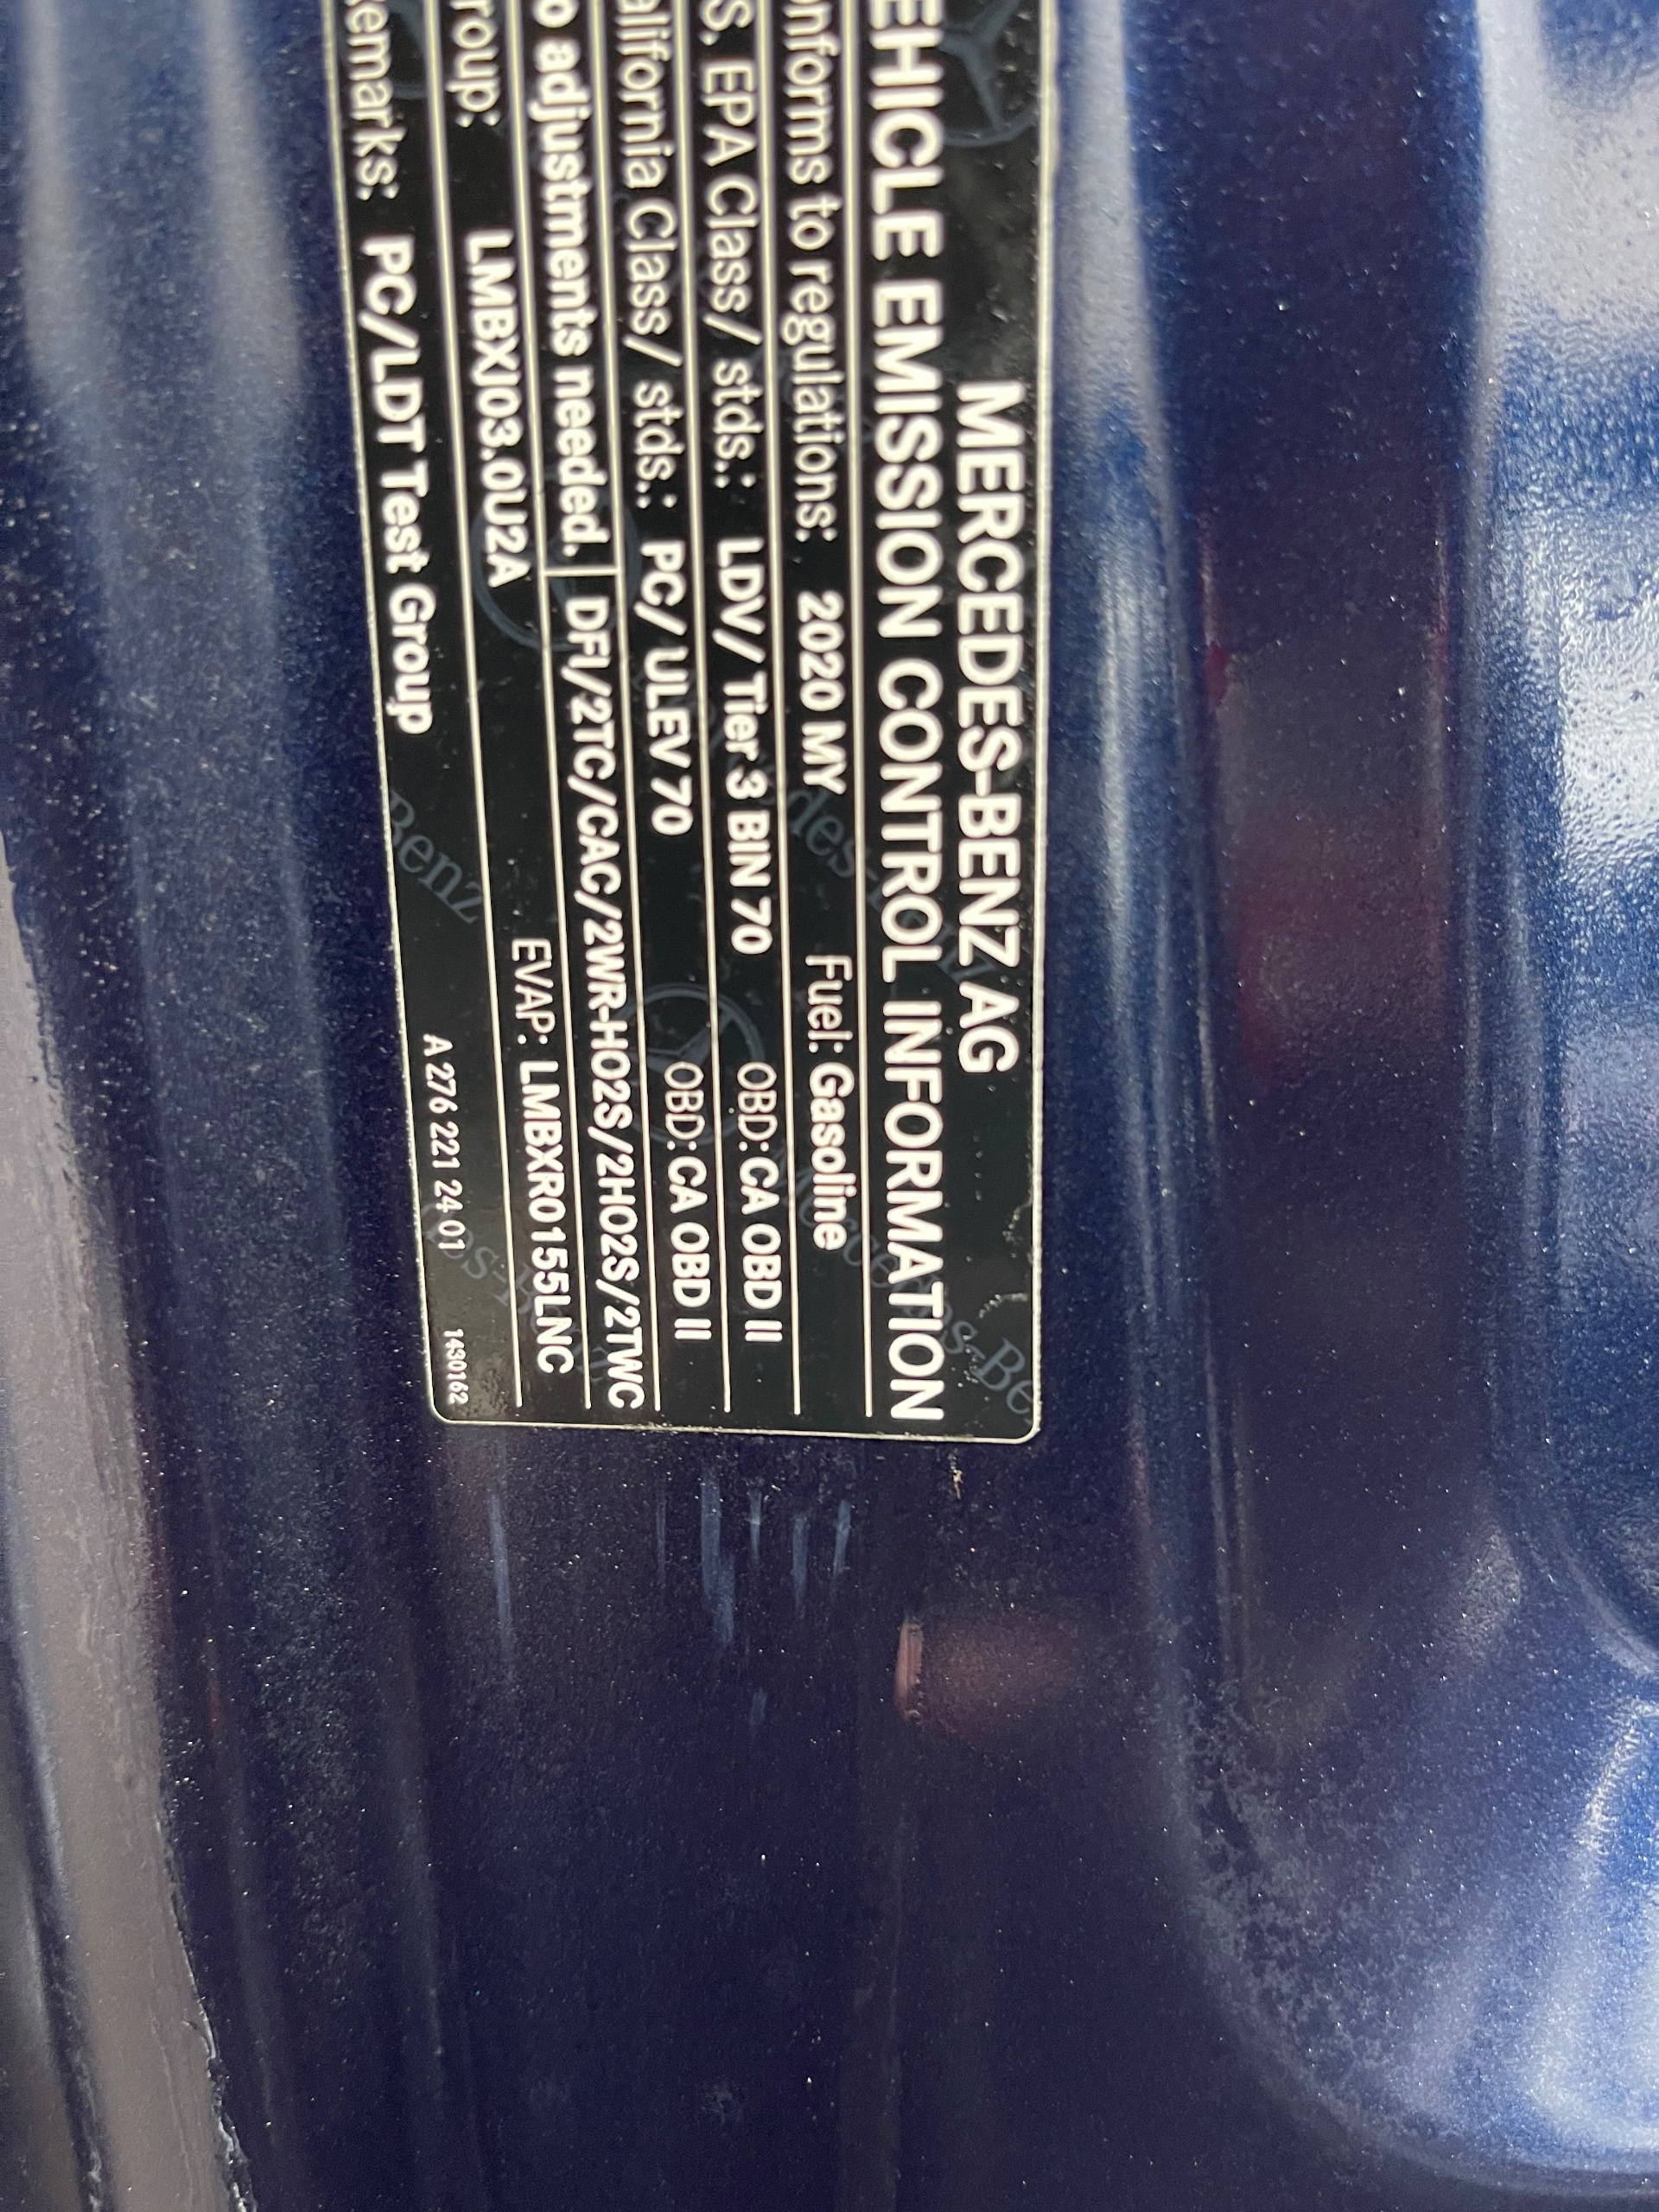 MERCEDES-BENZ AG
EHICLE EMISSION CONTROL INFORMATION
onforms to regulations: 2020 MY Fuel: Gasoline
S. EPA Class/ stds.: LDV/ Tier 3 BIN 70 OBD: CA OBD II
alifornia Class/ stds.: PC/ ULEV 70 OBD: CA OBD II
o adjustments needed. DFI/2TC/CAC/2WR-HO2S/2HO2S/2TWC
roup: LMBXJ03.0U2A EVAP: LMBXR0155LNC
emarks: PC/LDT Test Group
A 276 221 24 01 1430162